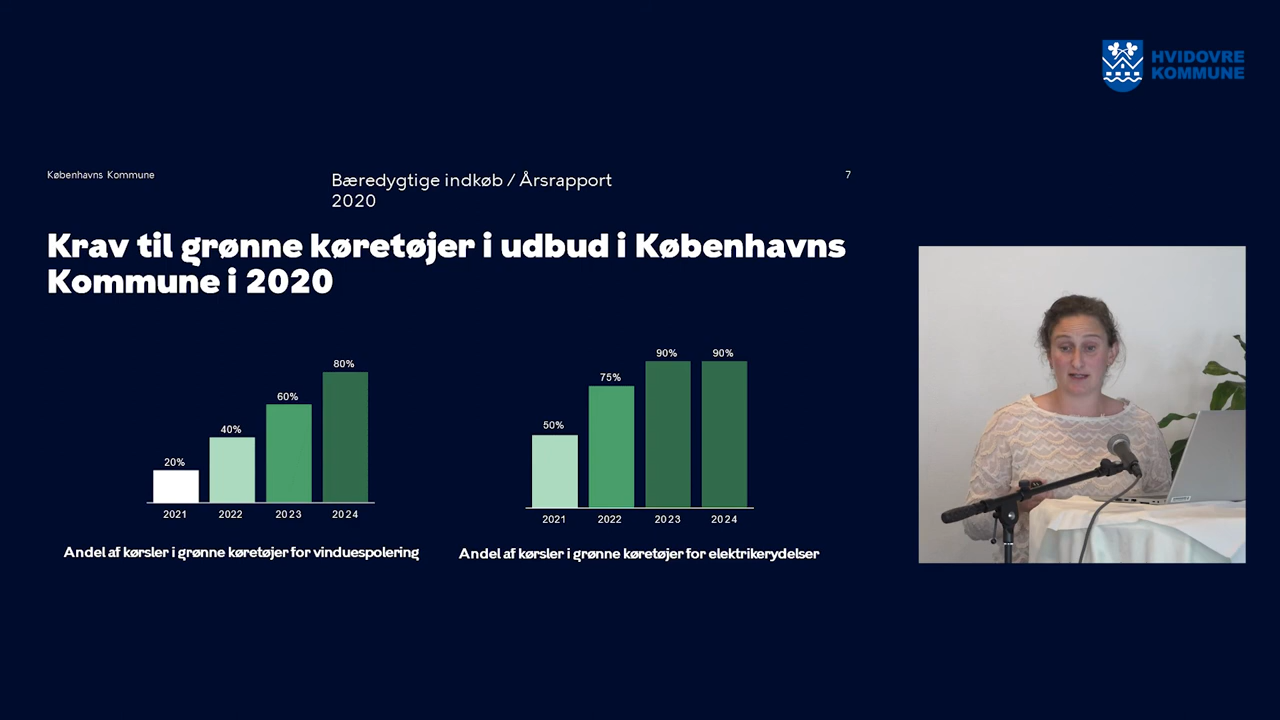 HVIDOVRE
KOMMUNE
Københavns Kommune
Bæredygtige indkøb / Årsrapport
2020
7
Krav til grønne køretøjer i udbud i Københavns
Kommune i 2020
80%
60%
40%
20%
2021 2022 2023 2024
Andel af kørsler i grønne køretøjer for vinduespolering
90% 90%
75%
50%
2021 2022 2023 2024
Andel af kørsler i grønne køretøjer for elektrikerydelser